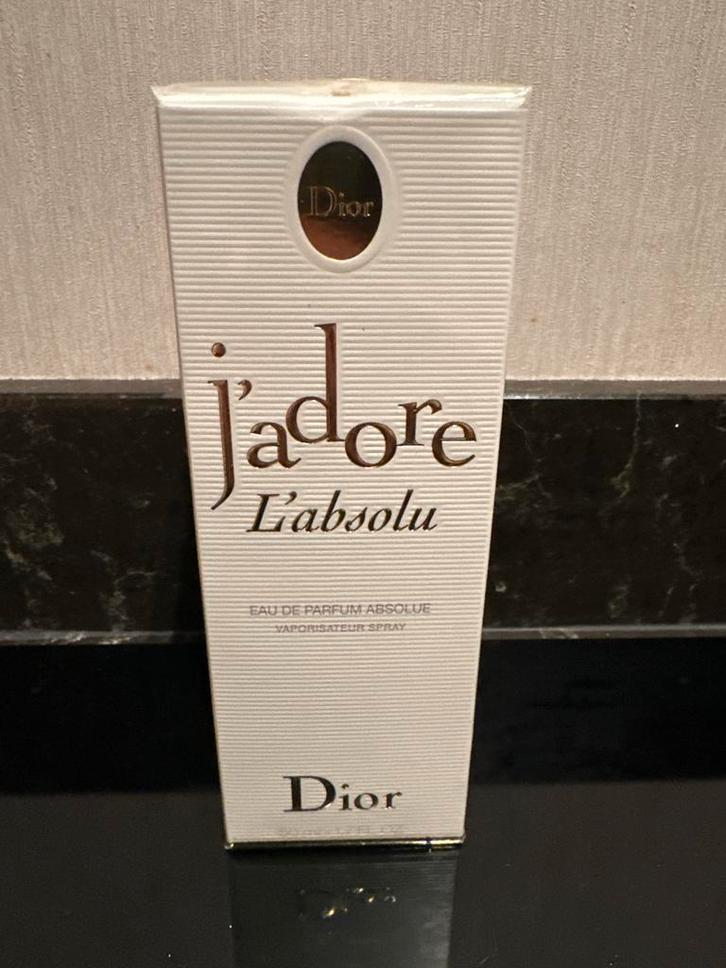 Dior
j'adore
L'absolu
EAU DE PARFUM ABSOLUE
VAPORISATEUR SPRAY
Dior